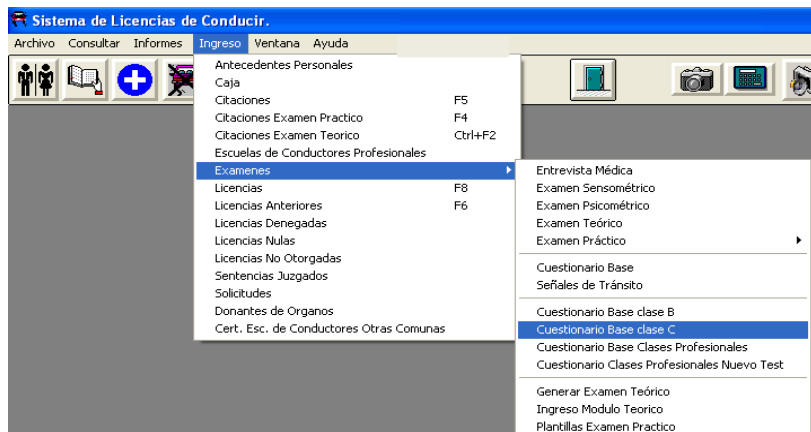 Sistema de Licencias de Conducir.
Archivo Consultar Informes Ingreso Ventana Ayuda
Antecedentes Personales
Caja
Citaciones F5
Citaciones Examen Practico F4
Citaciones Examen Teorico Ctrl+F2
Escuelas de Conductores Profesionales
Examenes
Licencias F8
Licencias Anteriores F6
Licencias Denegadas
Licencias Nulas
Licencias No Otorgadas
Sentencias Juzgados
Solicitudes
Donantes de Organos
Cert. Esc. de Conductores Otras Comunas
Entrevista Médica
Examen Sensométrico
Examen Psicométrico
Examen Teórico
Examen Práctico
Cuestionario Base
Señales de Tránsito
Cuestionario Base clase B
Cuestionario Base clase C
Cuestionario Base Clases Profesionales
Cuestionario Clases Profesionales Nuevo Test
Generar Examen Teórico
Ingreso Modulo Teorico
Plantillas Examen Practico